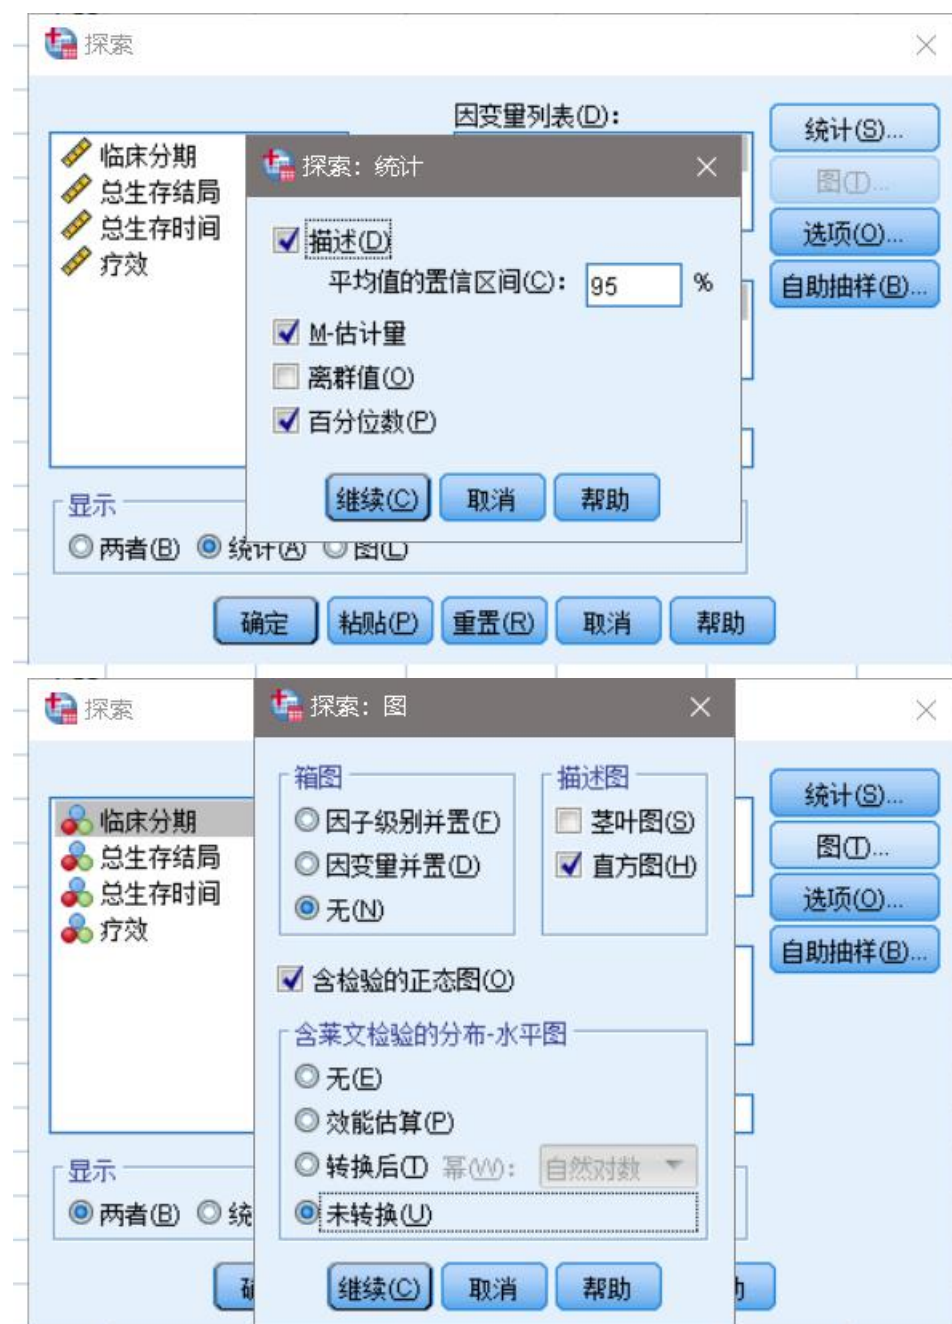 探索
因变量列表(D):
临床分期
总生存结局
总生存时间
疗效
探索: 统计
描述(D)
平均值的置信区间(C): 95 %
M-估计量
离群值(O)
百分位数(P)
继续(C) 取消 帮助
统计(S)...
图(T)...
选项(O)...
自助抽样(B)...
显示
两者(B) 统计(A) 图(L)
确定 粘贴(P) 重置(R) 取消 帮助
探索
临床分期
总生存结局
总生存时间
疗效
探索: 图
箱图
因子级别并置(F)
因变量并置(D)
无(N)
描述图
茎叶图(S)
直方图(H)
含检验的正态图(O)
含莱文检验的分布-水平图
无(E)
效能估算(P)
转换后(T) 幂(W): 自然对数
未转换(U)
继续(C) 取消 帮助
统计(S)...
图(T)...
选项(O)...
自助抽样(B)...
显示
两者(B) 统